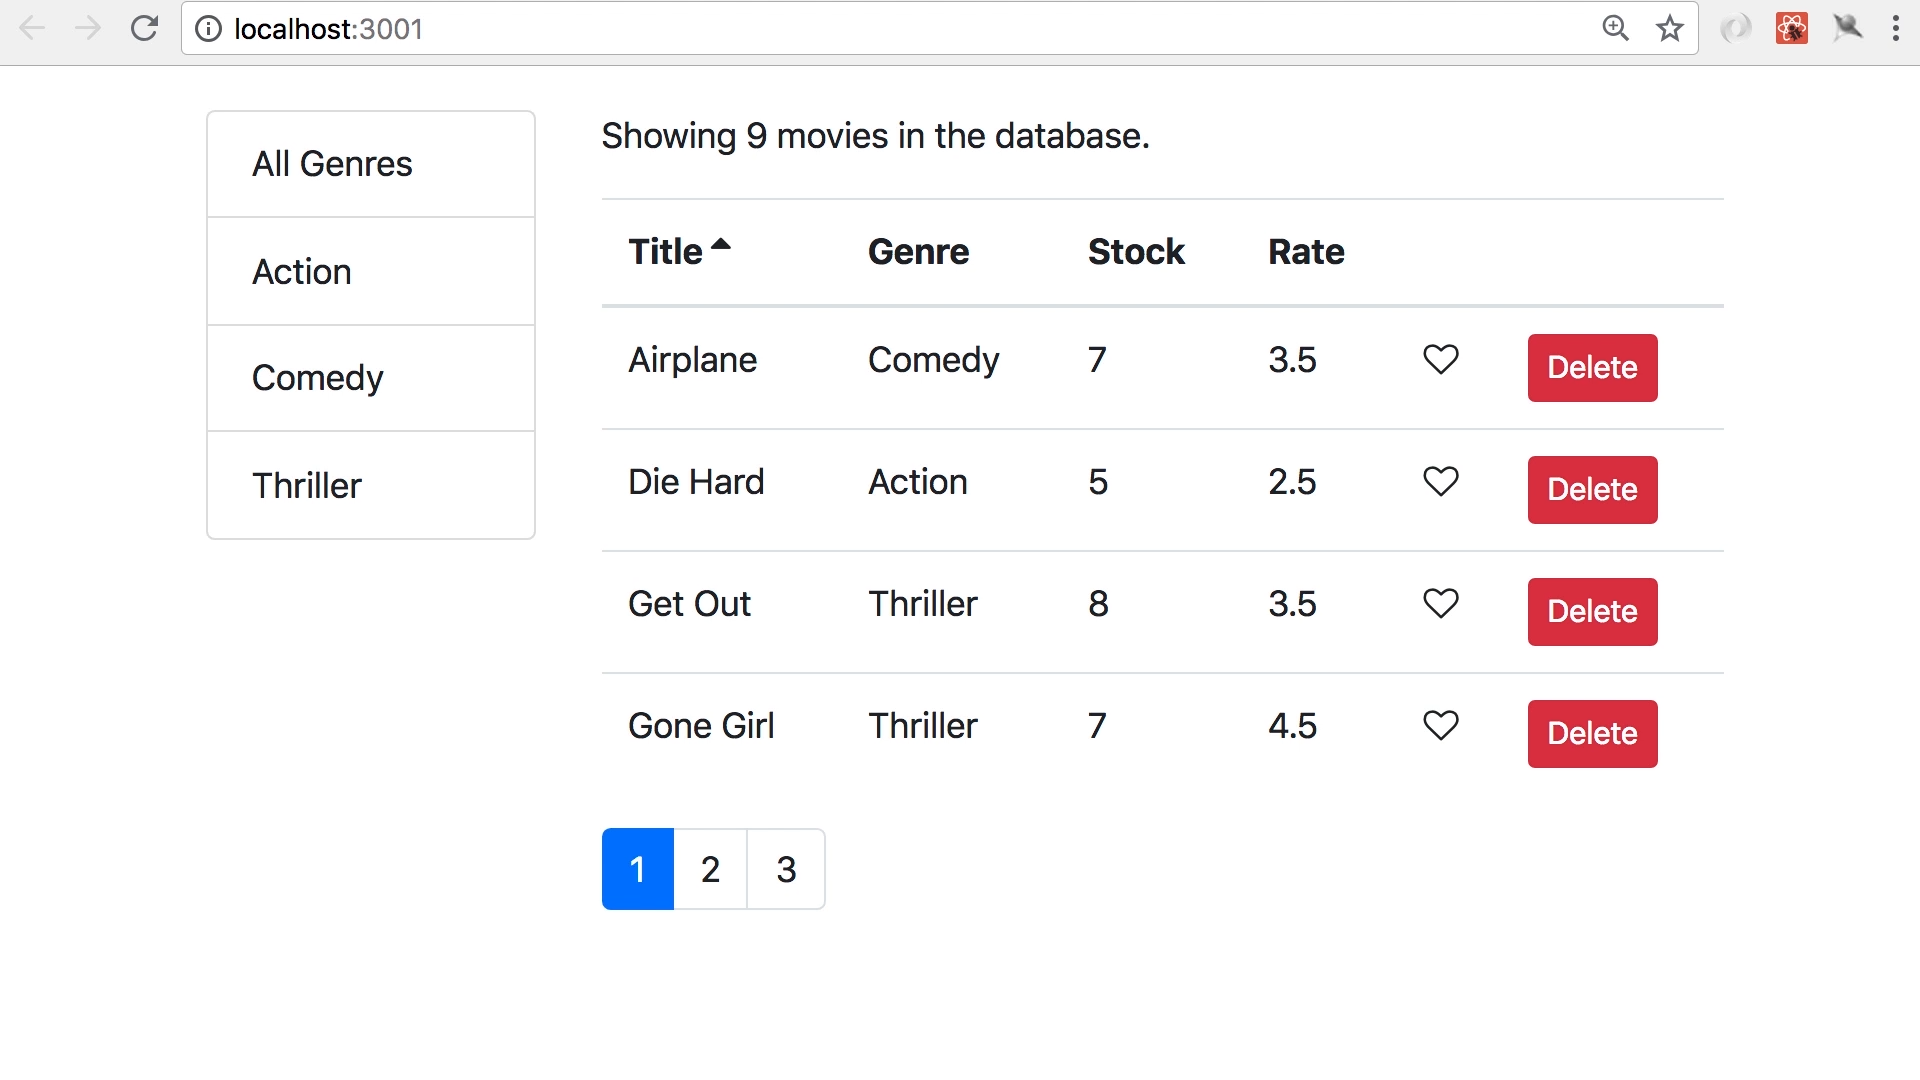 localhost:3001
All Genres
Action
Comedy
Thriller
Showing 9 movies in the database.
Title Genre Stock Rate
Airplane Comedy 7 3.5 Delete
Die Hard Action 5 2.5 Delete
Get Out Thriller 8 3.5 Delete
Gone Girl Thriller 7 4.5 Delete
1 2 3